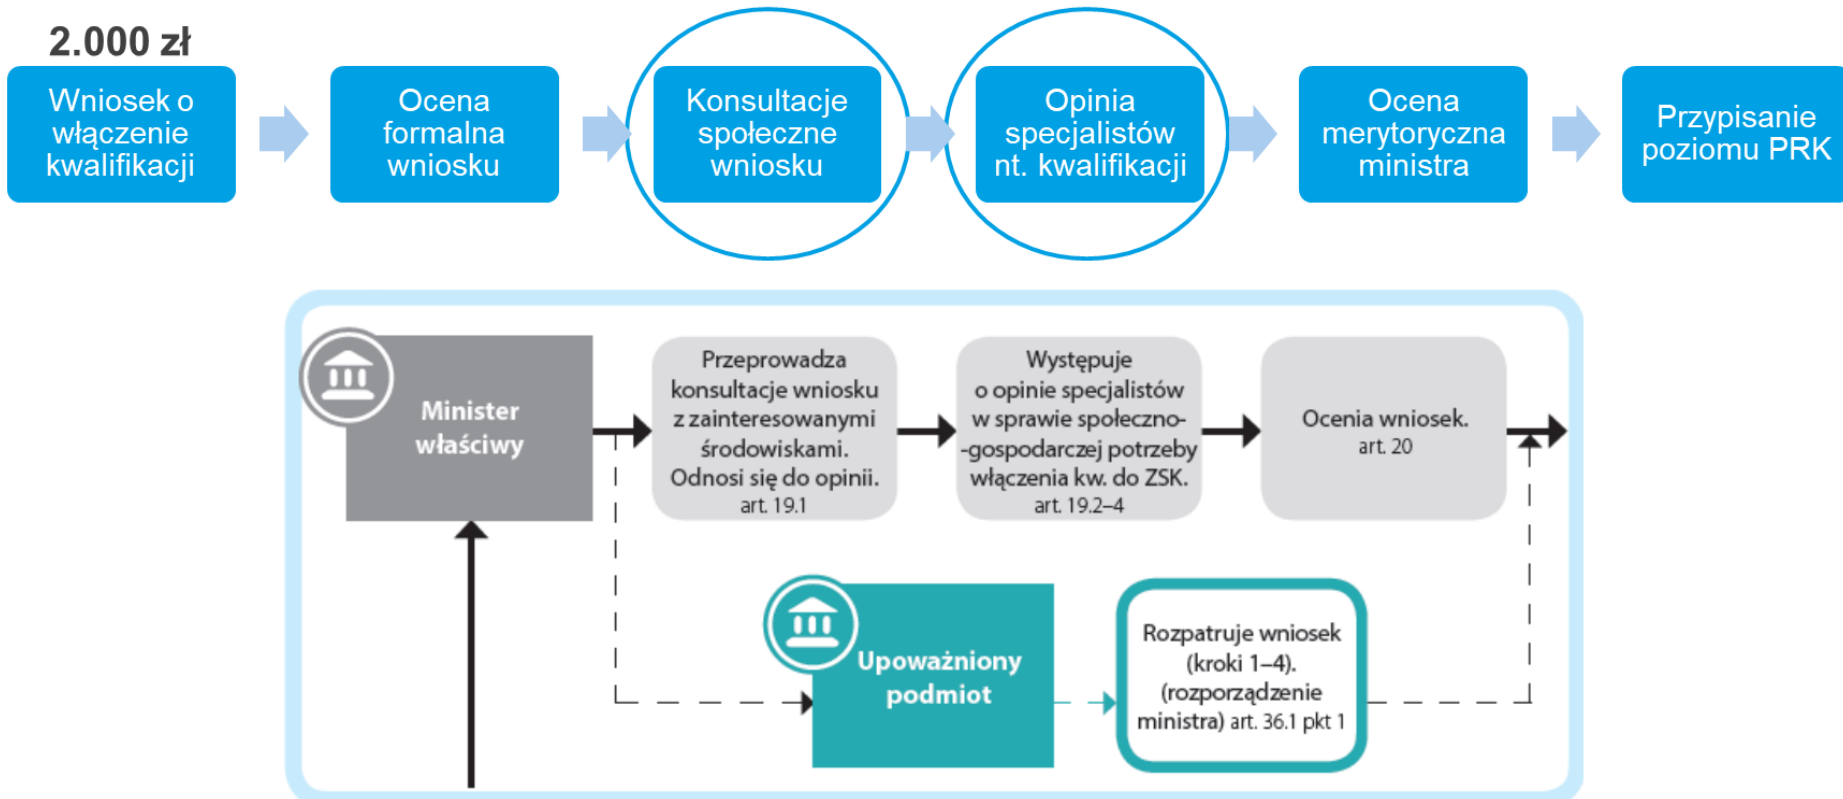 2.000 zł
Wniosek o
włączenie
kwalifikacji
Ocena
formalna
wniosku
Konsultacje
społeczne
wniosku
Opinia
specjalistów
nt. kwalifikacji
Ocena
merytoryczna
ministra
Przypisanie
poziomu PRK
Minister
właściwy
Przeprowadza
konsultacje wniosku
z zainteresowanymi
środowiskami.
Odnosi się do opinii.
art. 19.1
Występuje
o opinie specjalistów
w sprawie społeczno-
-gospodarczej potrzeby
włączenia kw. do ZSK.
art. 19.2–4
Ocenia wniosek.
art. 20
Upoważniony
podmiot
Rozpatruje wniosek
(kroki 1–4).
(rozporządzenie
ministra) art. 36.1 pkt 1